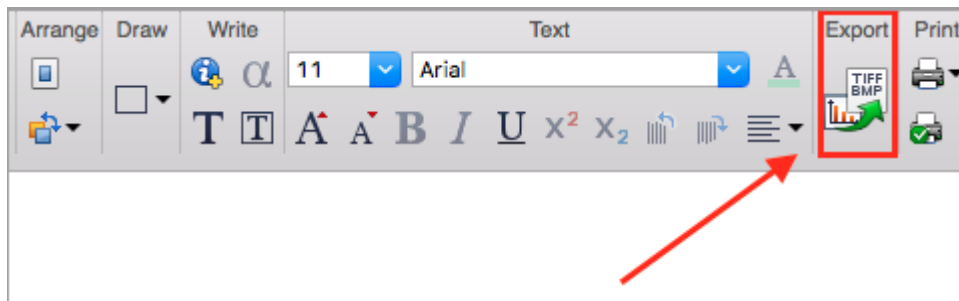 Arrange Draw Write Text Export Print
α 11 Arial A TIFF
BMP
T T A A B I U x² x₂